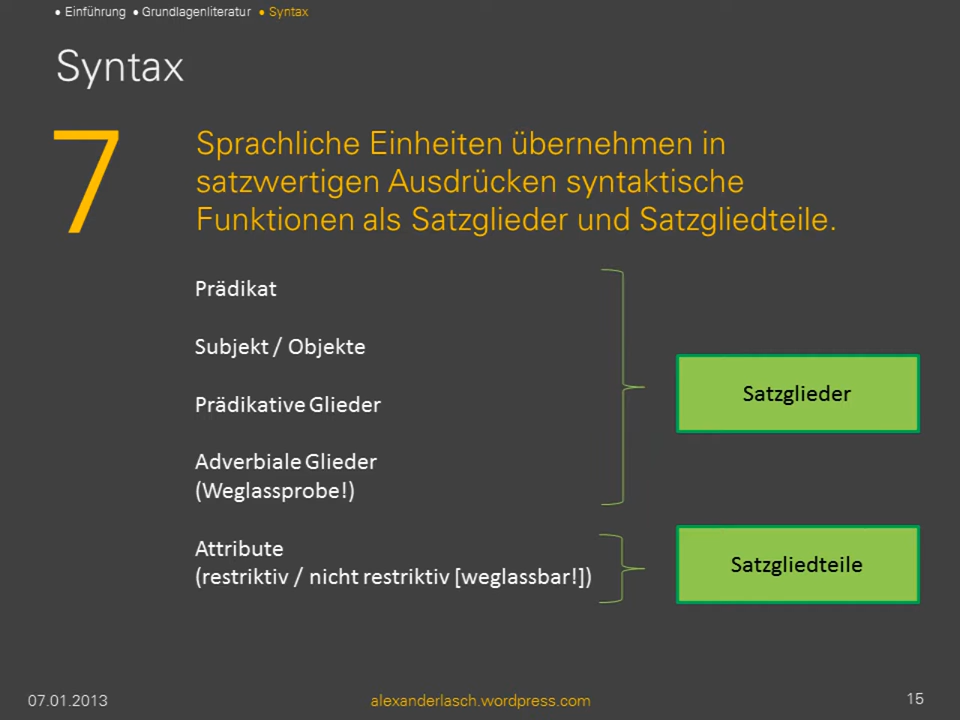 • Einführung • Grundlagenliteratur • Syntax
Syntax
7
Sprachliche Einheiten übernehmen in
satzwertigen Ausdrücken syntaktische
Funktionen als Satzglieder und Satzgliedteile.
Prädikat
Subjekt / Objekte
Prädikative Glieder
Adverbiale Glieder
(Weglassprobe!)
Satzglieder
Attribute
(restriktiv / nicht restriktiv [weglassbar!])
Satzgliedteile
07.01.2013
alexanderlasch.wordpress.com
15